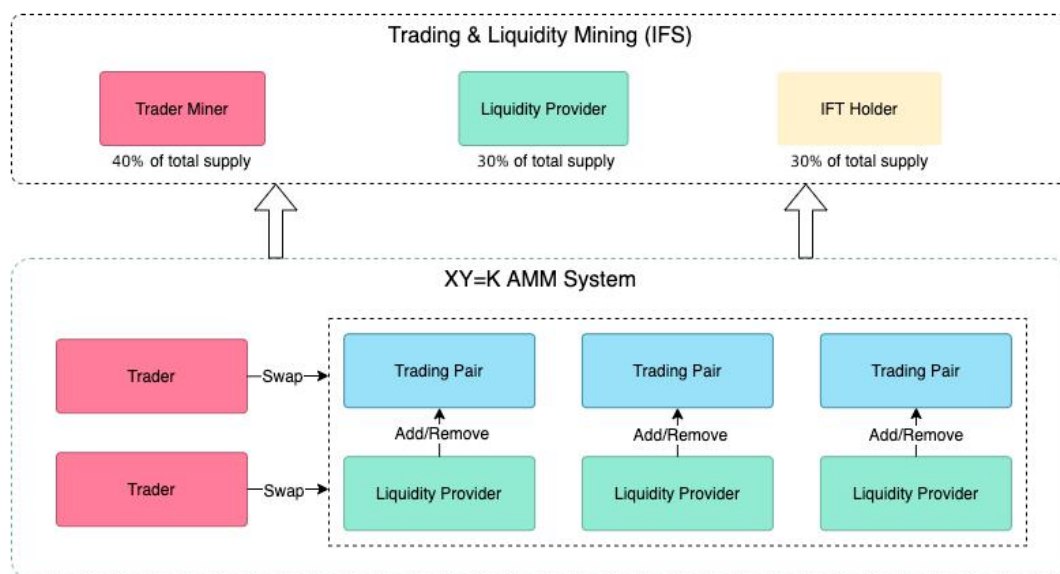 Trading & Liquidity Mining (IFS)
Trader Miner
Liquidity Provider
IFT Holder
40% of total supply
30% of total supply
30% of total supply
XY=K AMM System
Trader
Swap
Trading Pair
Trading Pair
Trading Pair
Add/Remove
Add/Remove
Add/Remove
Trader
Swap
Liquidity Provider
Liquidity Provider
Liquidity Provider